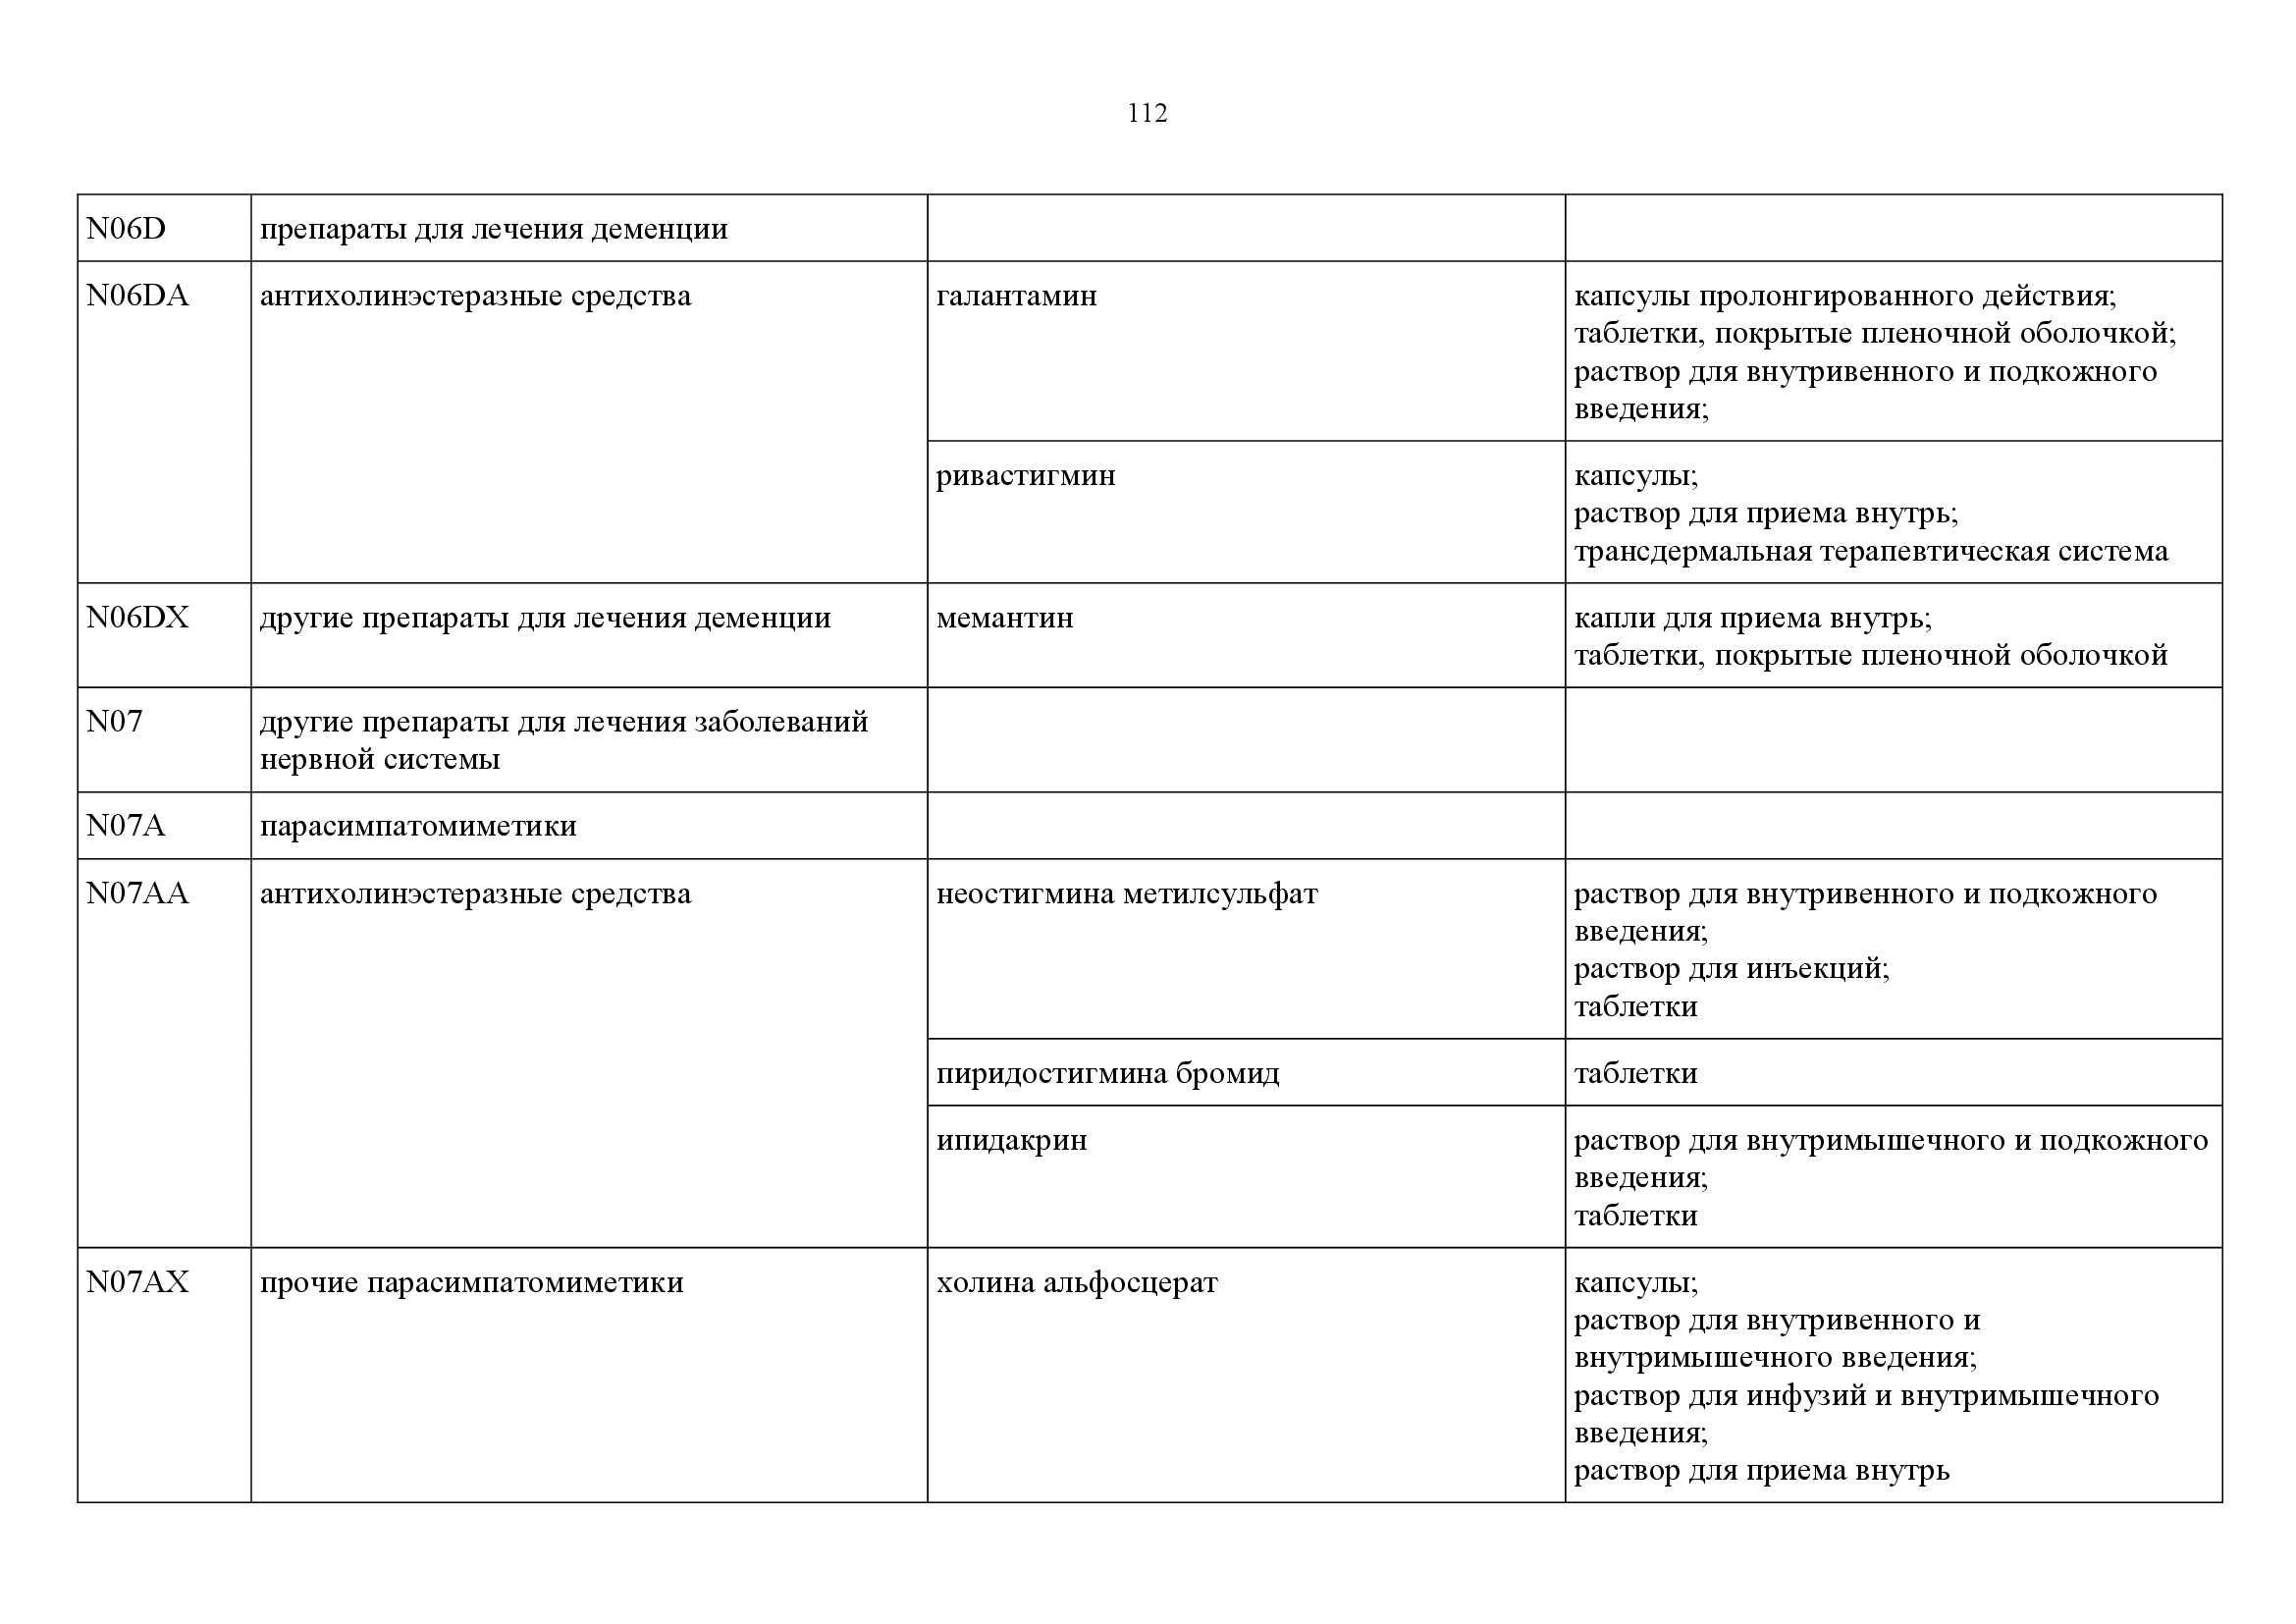 112
N06D
препараты для лечения деменции
N06DA
антихолинэстеразные средства
галантамин
капсулы пролонгированного действия;
таблетки, покрытые пленочной оболочкой;
раствор для внутривенного и подкожного
введения;
ривастигмин
капсулы;
раствор для приема внутрь;
трансдермальная терапевтическая система
N06DX
другие препараты для лечения деменции
мемантин
капли для приема внутрь;
таблетки, покрытые пленочной оболочкой
N07
другие препараты для лечения заболеваний
нервной системы
N07A
парасимпатомиметики
N07AA
антихолинэстеразные средства
неостигмина метилсульфат
раствор для внутривенного и подкожного
введения;
раствор для инъекций;
таблетки
пиридостигмина бромид
таблетки
ипидакрин
раствор для внутримышечного и подкожного
введения;
таблетки
N07AX
прочие парасимпатомиметики
холина альфосцерат
капсулы;
раствор для внутривенного и
внутримышечного введения;
раствор для инфузий и внутримышечного
введения;
раствор для приема внутрь